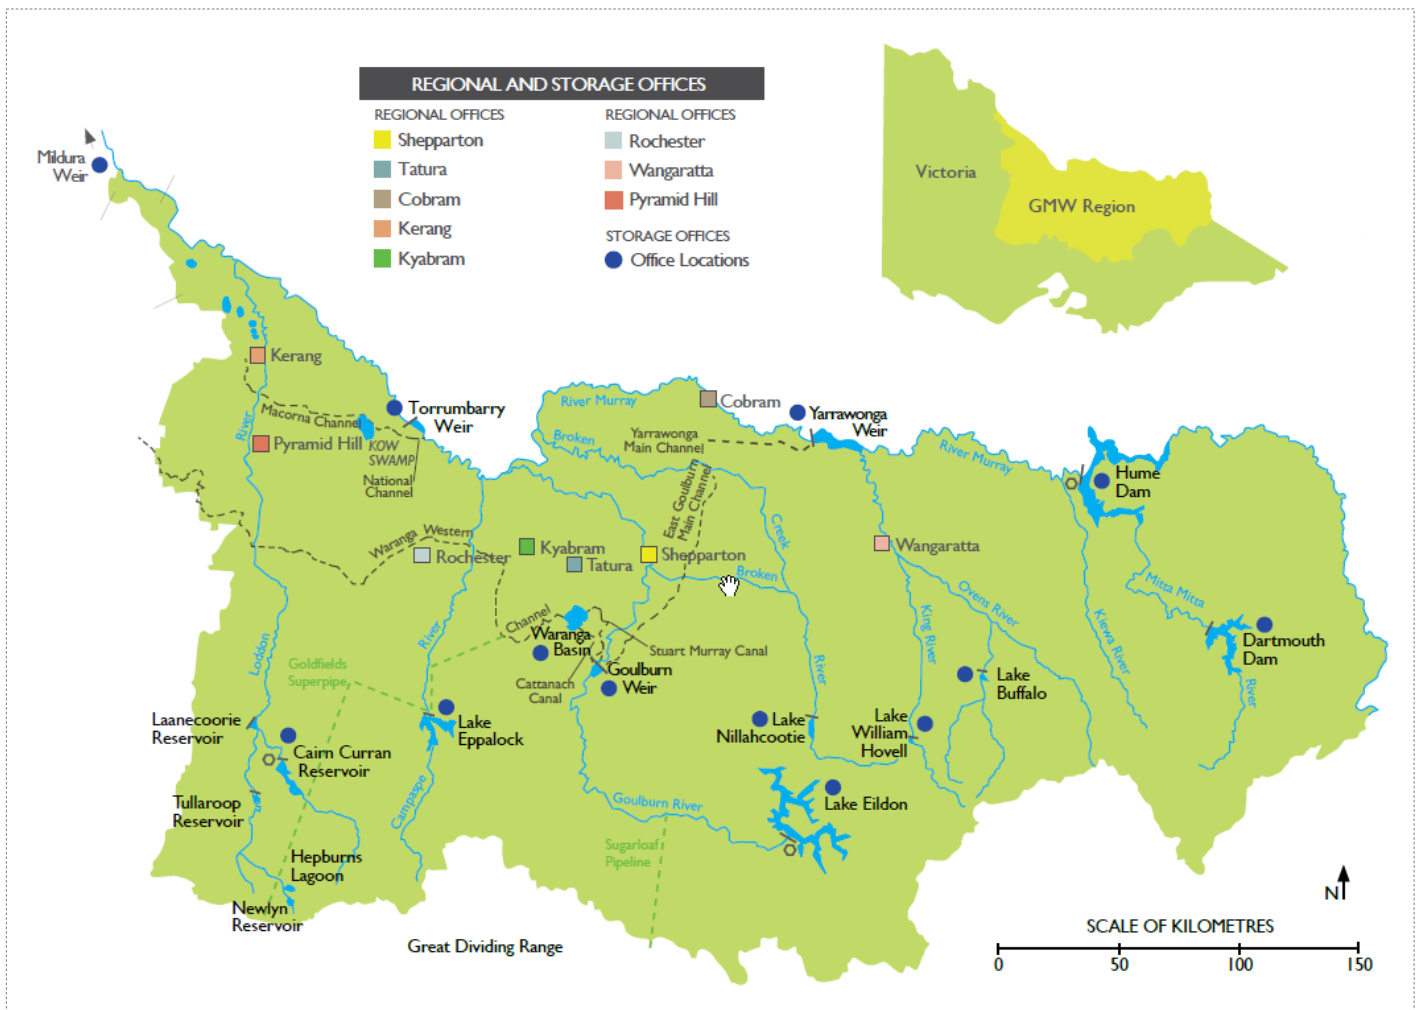 REGIONAL AND STORAGE OFFICES
REGIONAL OFFICES
Shepparton
Tatura
Cobram
Kerang
Kyabram
REGIONAL OFFICES
Rochester
Wangaratta
Pyramid Hill
STORAGE OFFICES
Office Locations
Victoria
GMW Region
Mildura
Weir
Kerang
Macorna Channel
River
Pyramid Hill
KOW
SWAMP
National
Channel
Torrumbarry
Weir
River Murray
Cobram
Broken
Yarrawonga
Main Channel
Yarrawonga
Weir
River Murray
Hume
Dam
East Goulburn
Main Channel
Creek
Waranga Western
Rochester
Kyabram
Tatura
Shepparton
Broken
Wangaratta
Ovens River
King River
Mitta Mitta
Kiewa River
Dartmouth
Dam
River
Channel
Waranga
Basin
Stuart Murray Canal
Cattanach
Canal
Goulburn
Weir
River
Loddon
River
Goldfields
Superpipe
Laanecoorie
Reservoir
Cairn Curran
Reservoir
Lake
Eppalock
Lake
Nillahcootie
Lake
William
Hovell
Lake
Buffalo
Tullaroop
Reservoir
Campaspe
Goulburn River
Lake Eildon
Sugarloaf
Pipeline
Hepburns
Lagoon
Newlyn
Reservoir
Great Dividing Range
N
SCALE OF KILOMETRES
0 50 100 150